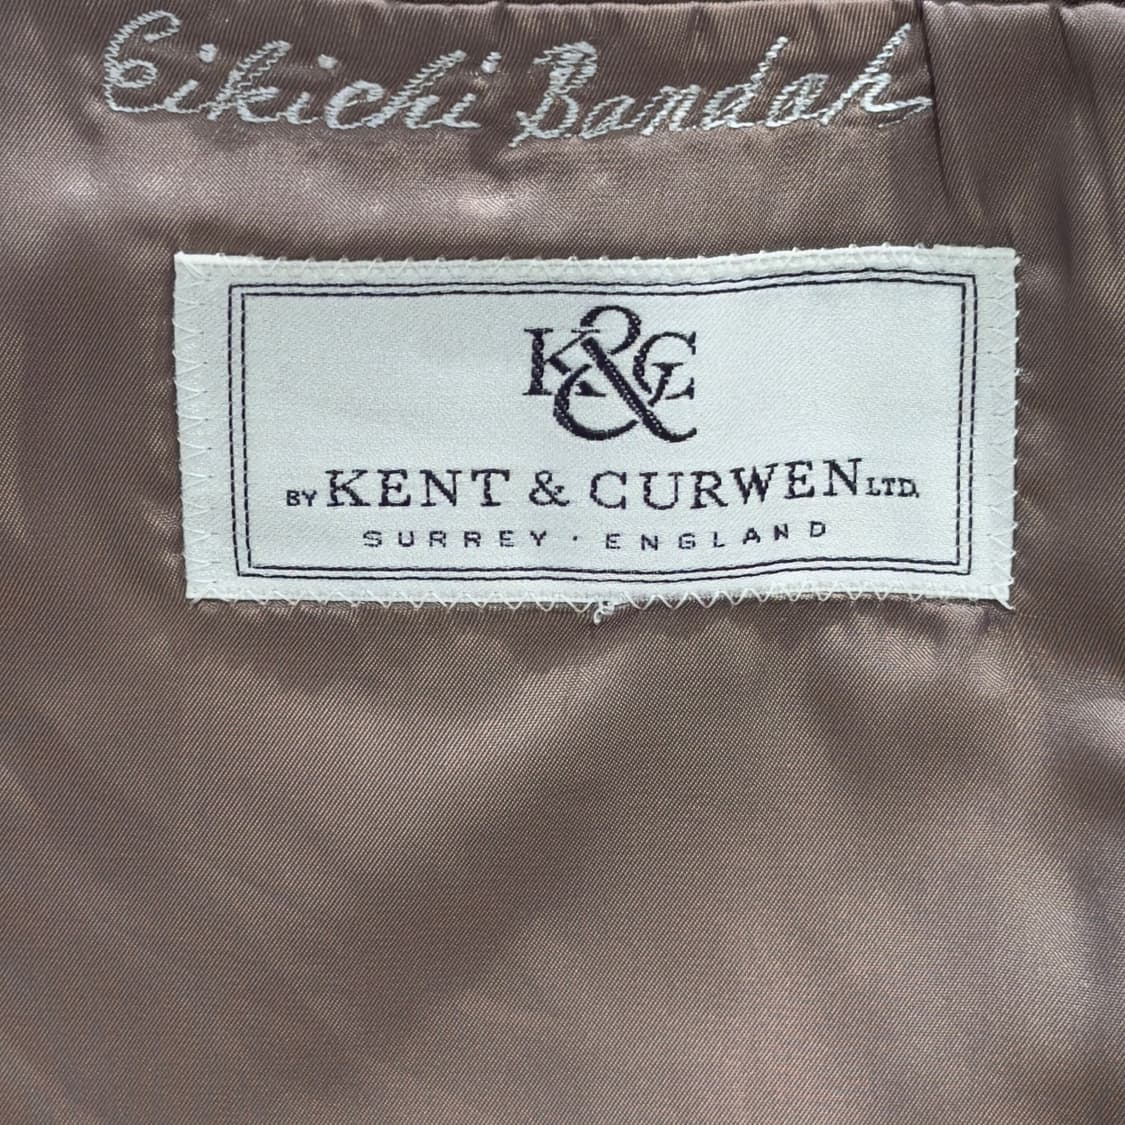 Eikichi Bandoh
K&C
BY KENT & CURWEN LTD.
SURREY · ENGLAND